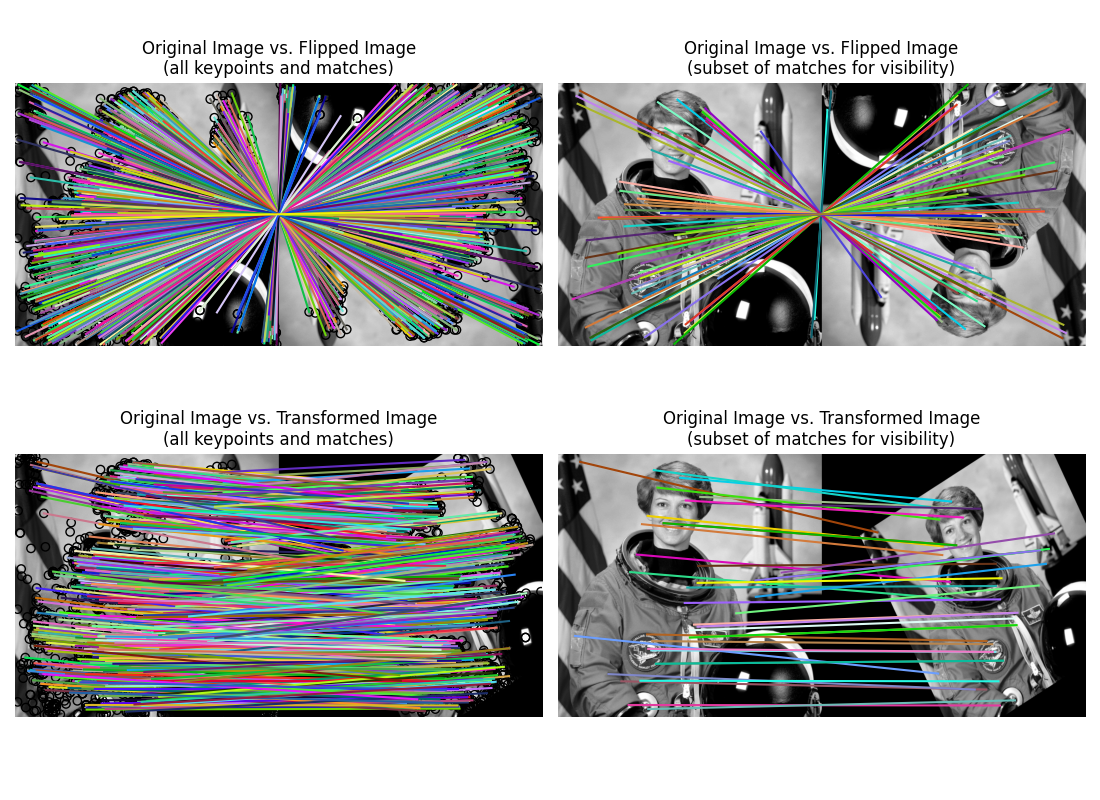 Original Image vs. Flipped Image
(all keypoints and matches)
Original Image vs. Flipped Image
(subset of matches for visibility)
Original Image vs. Transformed Image
(all keypoints and matches)
Original Image vs. Transformed Image
(subset of matches for visibility)